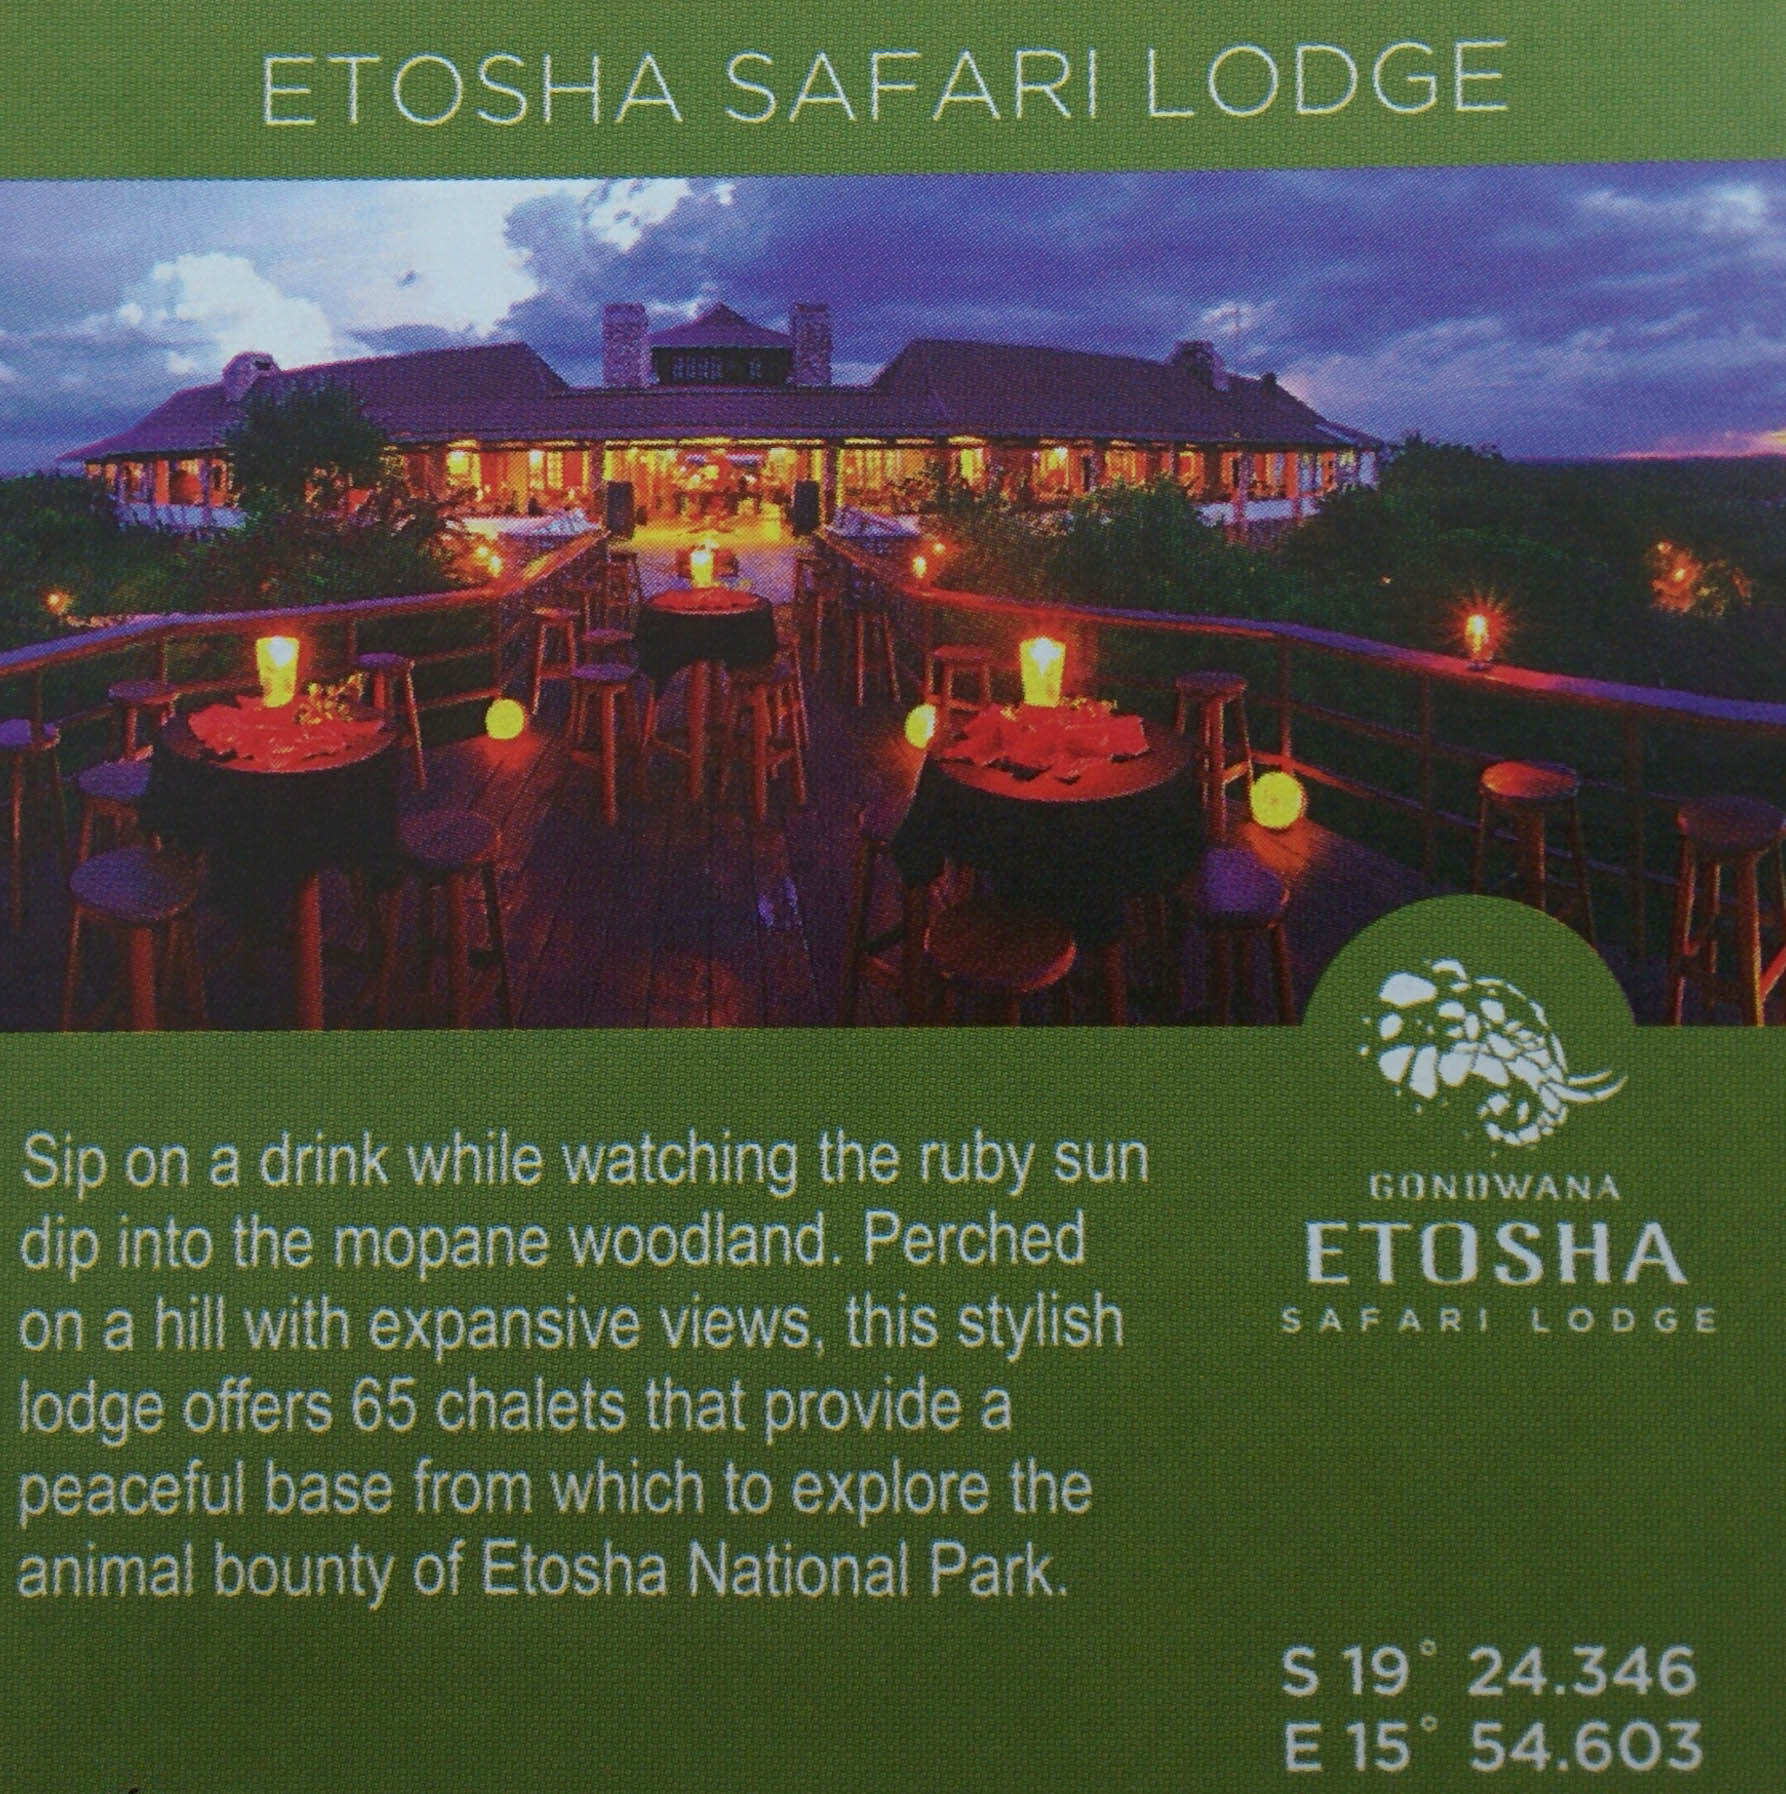 ETOSHA SAFARI LODGE
Sip on a drink while watching the ruby sun
dip into the mopane woodland. Perched
on a hill with expansive views, this stylish
lodge offers 65 chalets that provide a
peaceful base from which to explore the
animal bounty of Etosha National Park.
GONDWANA
ETOSHA
SAFARI LODGE
S 19° 24.346
E 15° 54.603